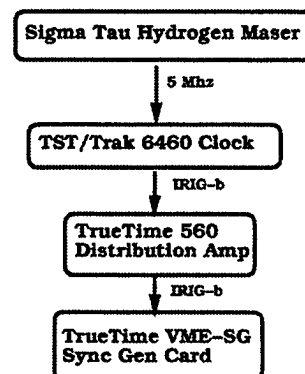 Sigma Tau Hydrogen Maser
5 Mhz
TST/Trak 6460 Clock
IRIG-b
TrueTime 560
Distribution Amp
IRIG-b
TrueTime VME-SG
Sync Gen Card